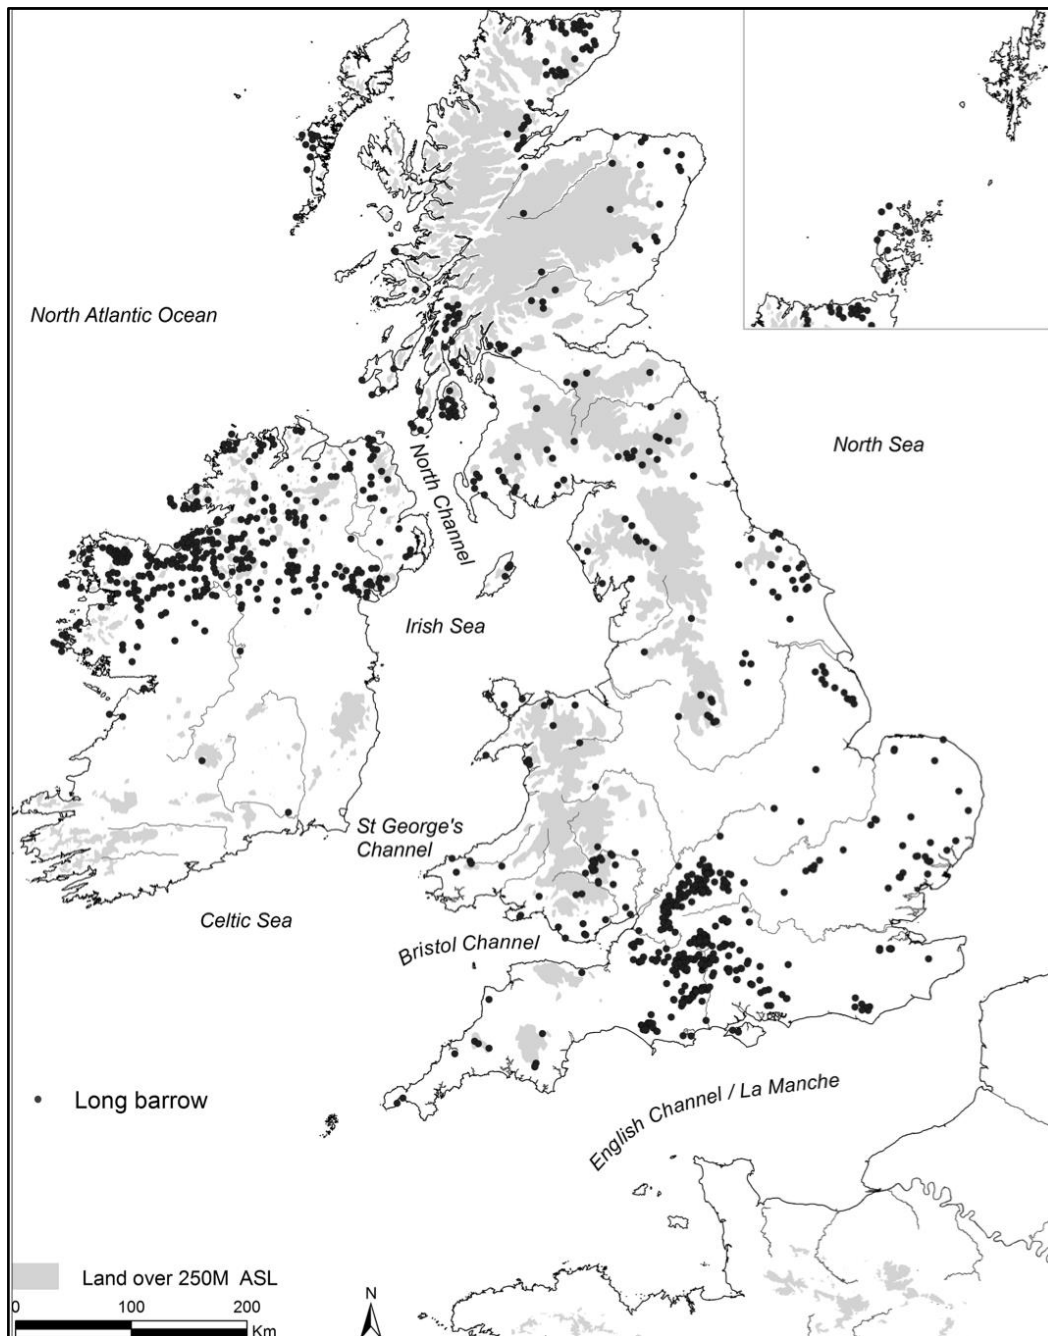 North Atlantic Ocean
North Sea
North Channel
Irish Sea
St George's
Channel
Celtic Sea
Bristol Channel
English Channel / La Manche
Long barrow
Land over 250M ASL
N
0 100 200
Km